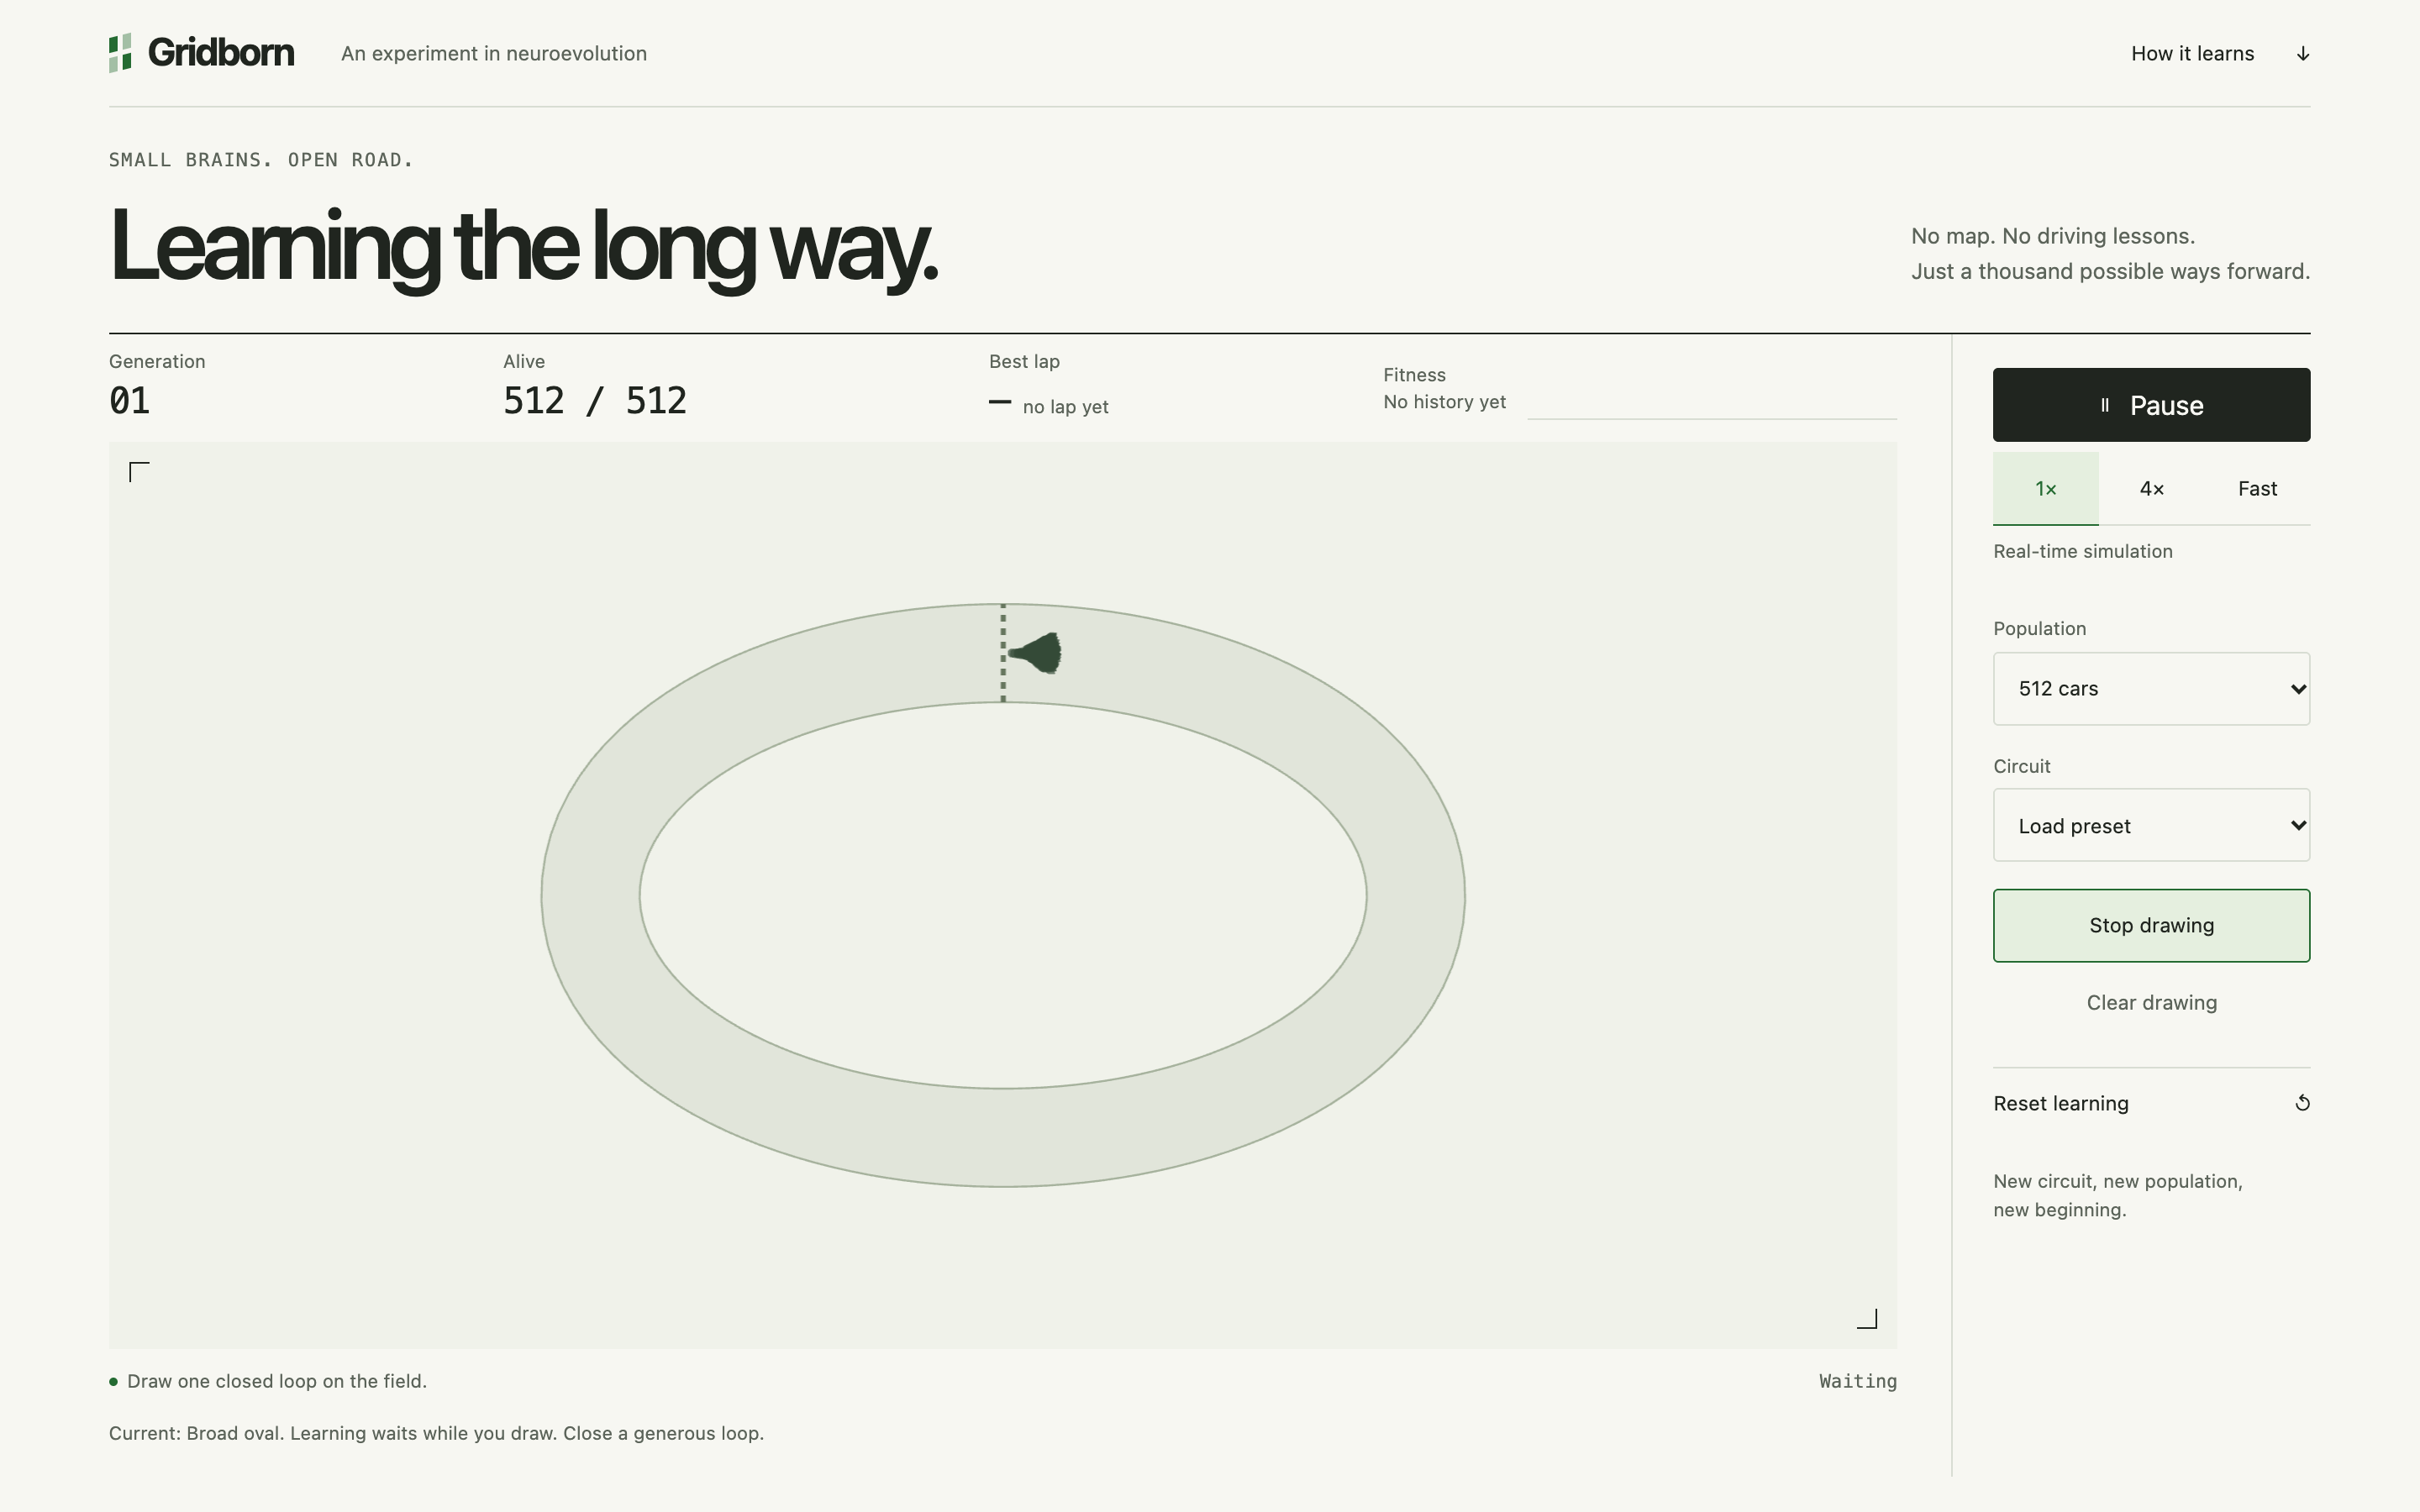 Gridborn
An experiment in neuroevolution
How it learns ↓
SMALL BRAINS. OPEN ROAD.
Learning the long way.
No map. No driving lessons.
Just a thousand possible ways forward.
Generation
01
Alive
512 / 512
Best lap
— no lap yet
Fitness
No history yet
Pause
1× 4× Fast
Real-time simulation
Population
512 cars
Circuit
Load preset
Stop drawing
Clear drawing
Reset learning
New circuit, new population,
new beginning.
Draw one closed loop on the field.
Waiting
Current: Broad oval. Learning waits while you draw. Close a generous loop.